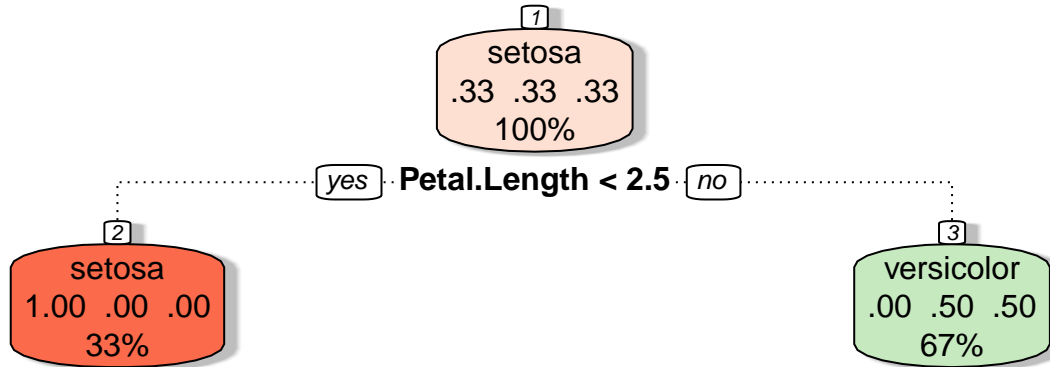 1
setosa
.33 .33 .33
100%
yes Petal.Length < 2.5 no
2
setosa
1.00 .00 .00
33%
3
versicolor
.00 .50 .50
67%